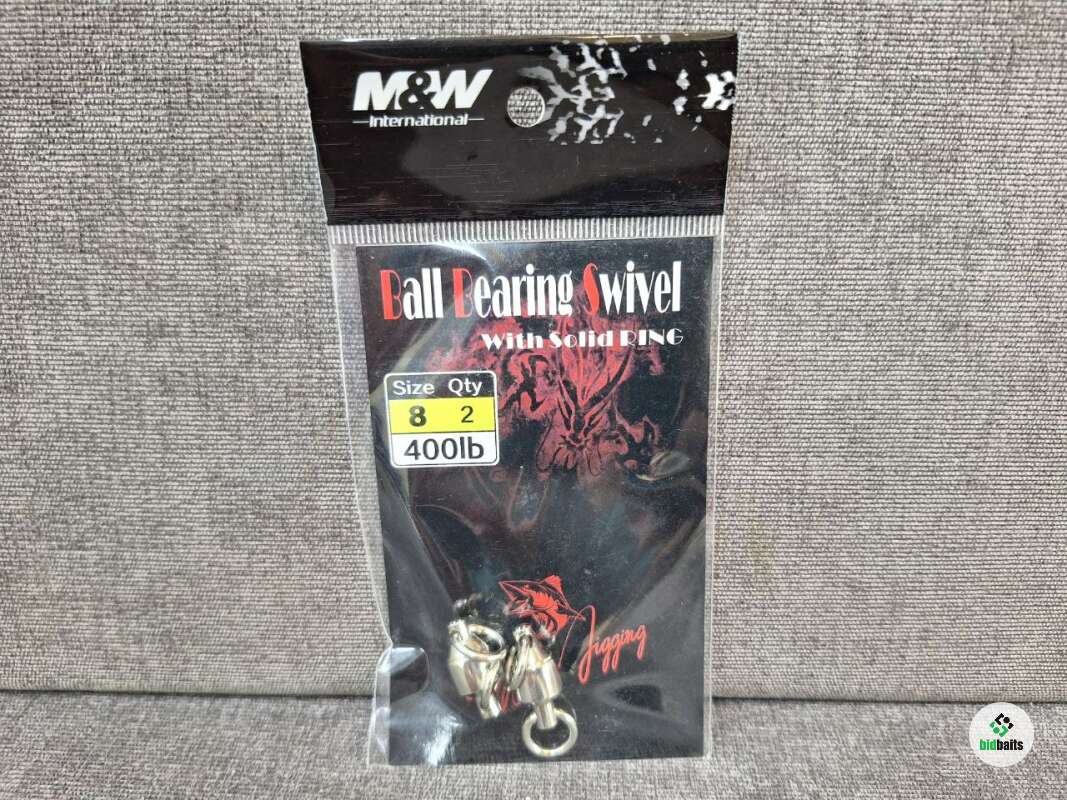 M&W
International
Ball Bearing Swivel
With Solid RING
Size Qty
8 2
400lb
Jigging
bidbaits